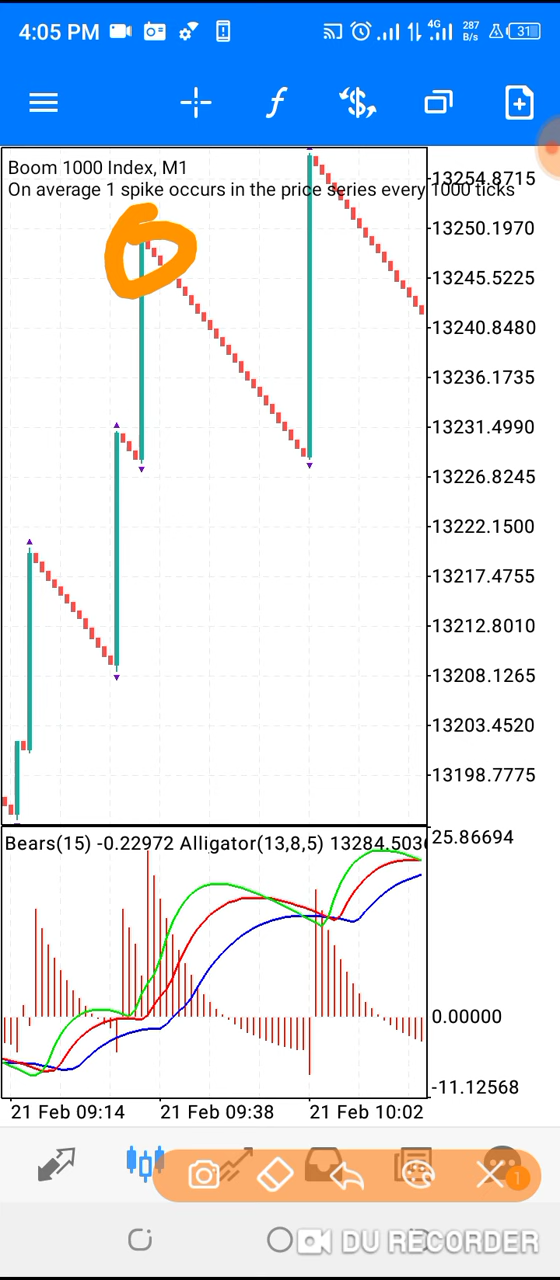 4:05 PM 4G 287 B/s 31
Boom 1000 Index, M1
On average 1 spike occurs in the price series every 1000 ticks
13254.8715
13250.1970
13245.5225
13240.8480
13236.1735
13231.4990
13226.8245
13222.1500
13217.4755
13212.8010
13208.1265
13203.4520
13198.7775
Bears(15) -0.22972 Alligator(13,8,5) 13284.503
25.86694
0.00000
-11.12568
21 Feb 09:14 21 Feb 09:38 21 Feb 10:02
1
DU RECORDER